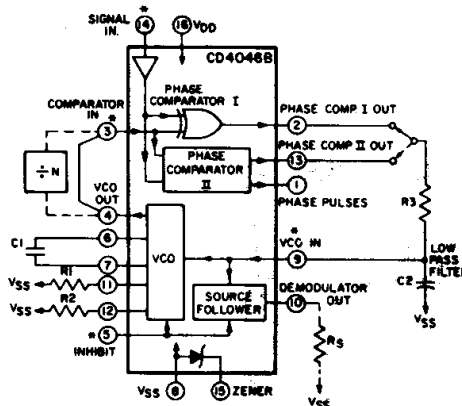 *
SIGNAL IN. 14
16 VDD
CD4046B
PHASE COMPARATOR I
COMPARATOR IN
3 *
PHASE COMP. I OUT
2
PHASE COMP. II OUT
13
PHASE COMPARATOR II
1
PHASE PULSES
÷N
VCO OUT
4
R3
C1
6
7
VCO
*
VCO IN
9
LOW PASS FILTER
C2
VSS
VSS R1 11
VSS R2 12
SOURCE FOLLOWER
DEMODULATOR OUT
10
* 5
INHIBIT
RS
VSS
VSS 8
15 ZENER